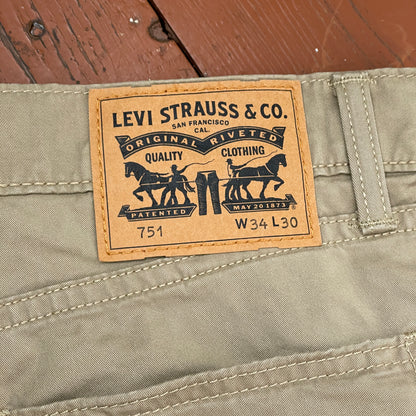 LEVI STRAUSS & CO.
SAN FRANCISCO
CAL.
ORIGINAL RIVETED
QUALITY CLOTHING
PATENTED MAY 20 1873
751 W34 L30